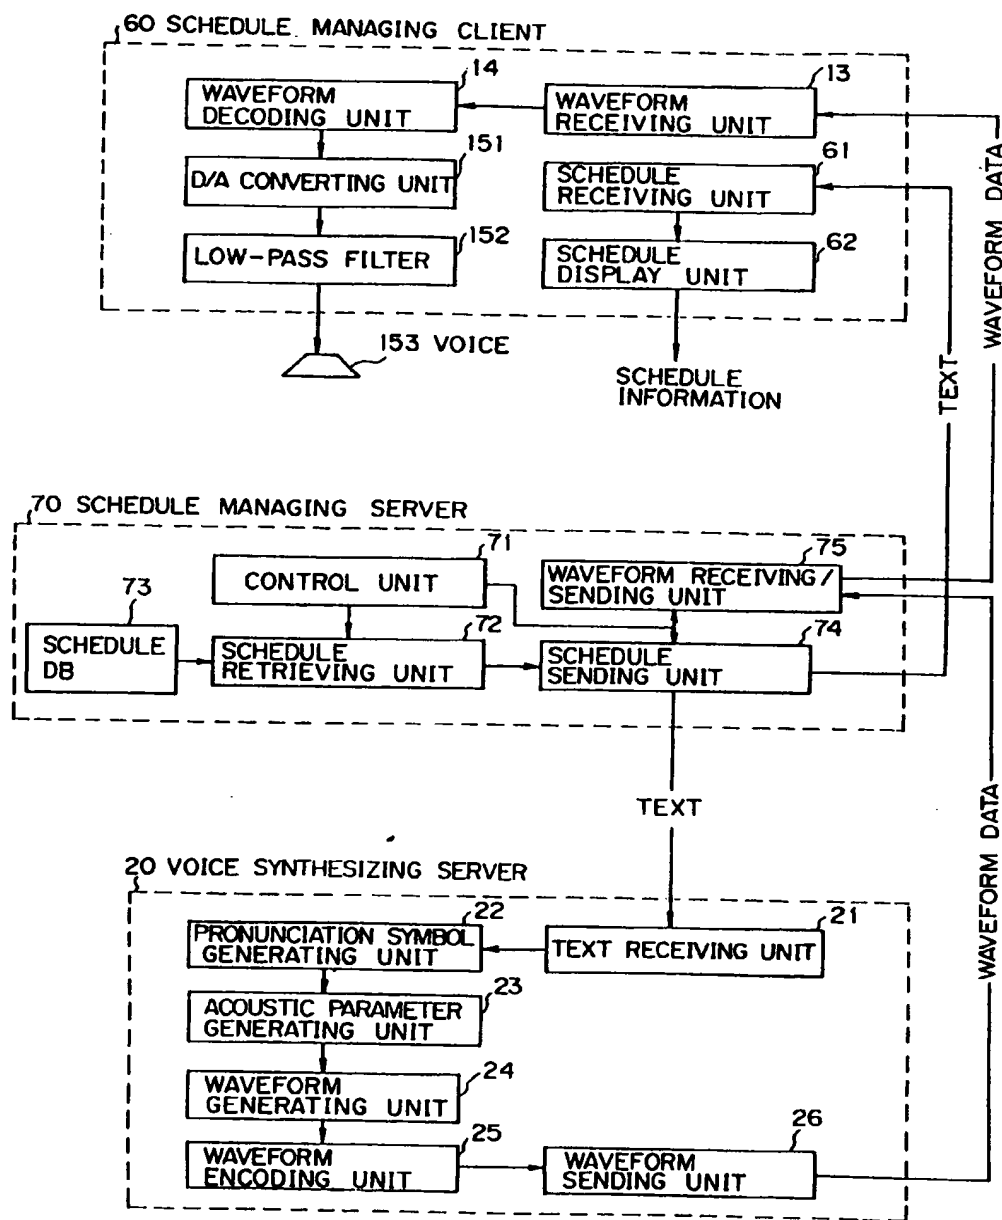 60 SCHEDULE MANAGING CLIENT
14
WAVEFORM
DECODING UNIT
13
WAVEFORM
RECEIVING UNIT
151
D/A CONVERTING UNIT
61
SCHEDULE
RECEIVING UNIT
152
LOW-PASS FILTER
62
SCHEDULE
DISPLAY UNIT
153 VOICE
SCHEDULE
INFORMATION
WAVEFORM DATA
TEXT
70 SCHEDULE MANAGING SERVER
71
CONTROL UNIT
75
WAVEFORM RECEIVING/
SENDING UNIT
73
SCHEDULE
DB
72
SCHEDULE
RETRIEVING UNIT
74
SCHEDULE
SENDING UNIT
TEXT
WAVEFORM DATA
20 VOICE SYNTHESIZING SERVER
22
PRONUNCIATION SYMBOL
GENERATING UNIT
21
TEXT RECEIVING UNIT
23
ACOUSTIC PARAMETER
GENERATING UNIT
24
WAVEFORM
GENERATING UNIT
25
WAVEFORM
ENCODING UNIT
26
WAVEFORM
SENDING UNIT